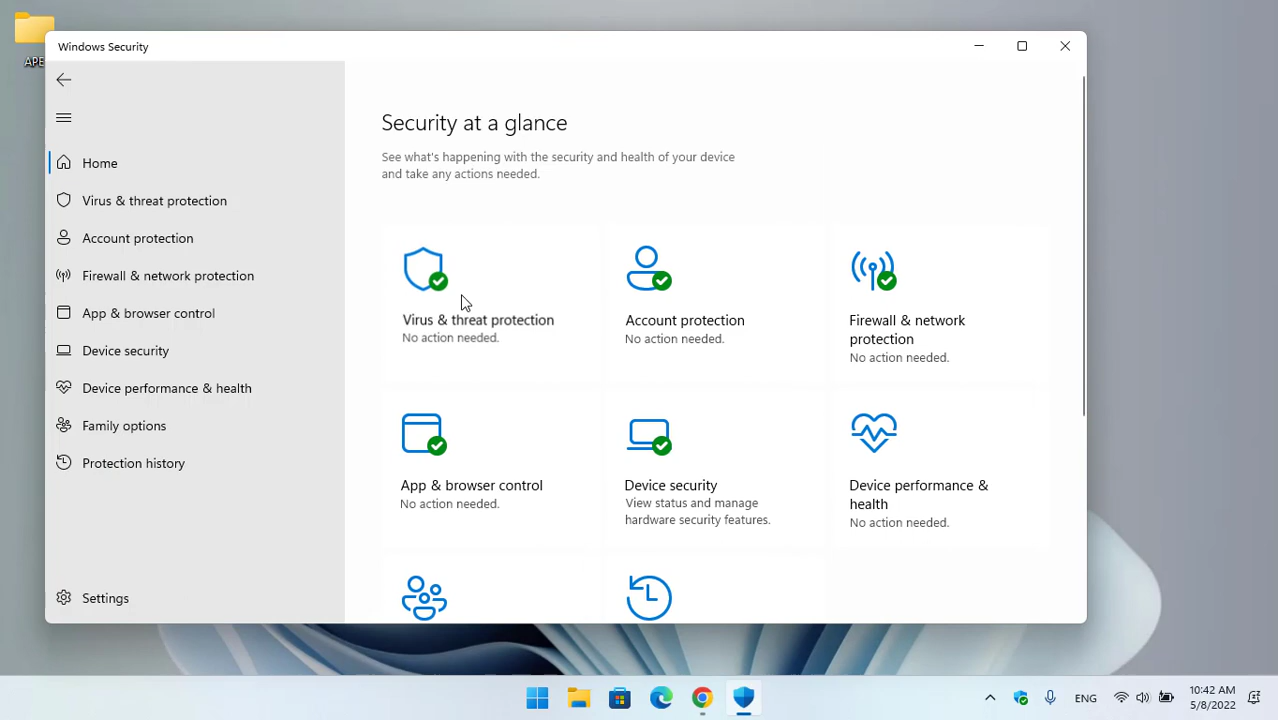 APE
Windows Security
Home
Virus & threat protection
Account protection
Firewall & network protection
App & browser control
Device security
Device performance & health
Family options
Protection history
Settings
Security at a glance
See what's happening with the security and health of your device
and take any actions needed.
Virus & threat protection
No action needed.
Account protection
No action needed.
Firewall & network
protection
No action needed.
App & browser control
No action needed.
Device security
View status and manage
hardware security features.
Device performance &
health
No action needed.
ENG
10:42 AM
5/8/2022